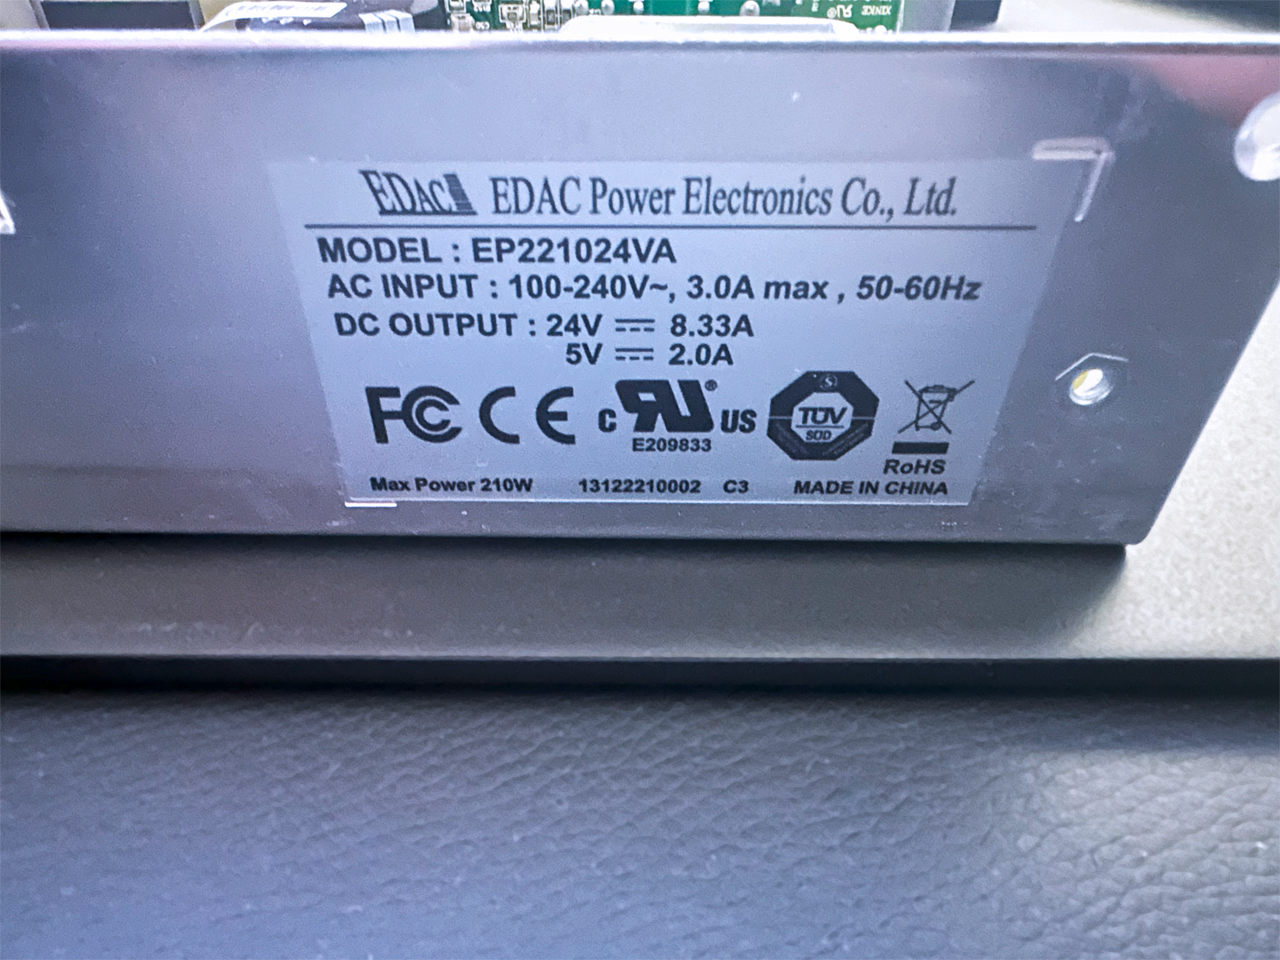 EDAC EDAC Power Electronics Co., Ltd.
MODEL : EP221024VA
AC INPUT : 100-240V~, 3.0A max , 50-60Hz
DC OUTPUT : 24V ⎓ 8.33A
5V ⎓ 2.0A
FC CE c RU ® US
E209833
S
TÜV
SÜD
RoHS
Max Power 210W 13122210002 C3 MADE IN CHINA